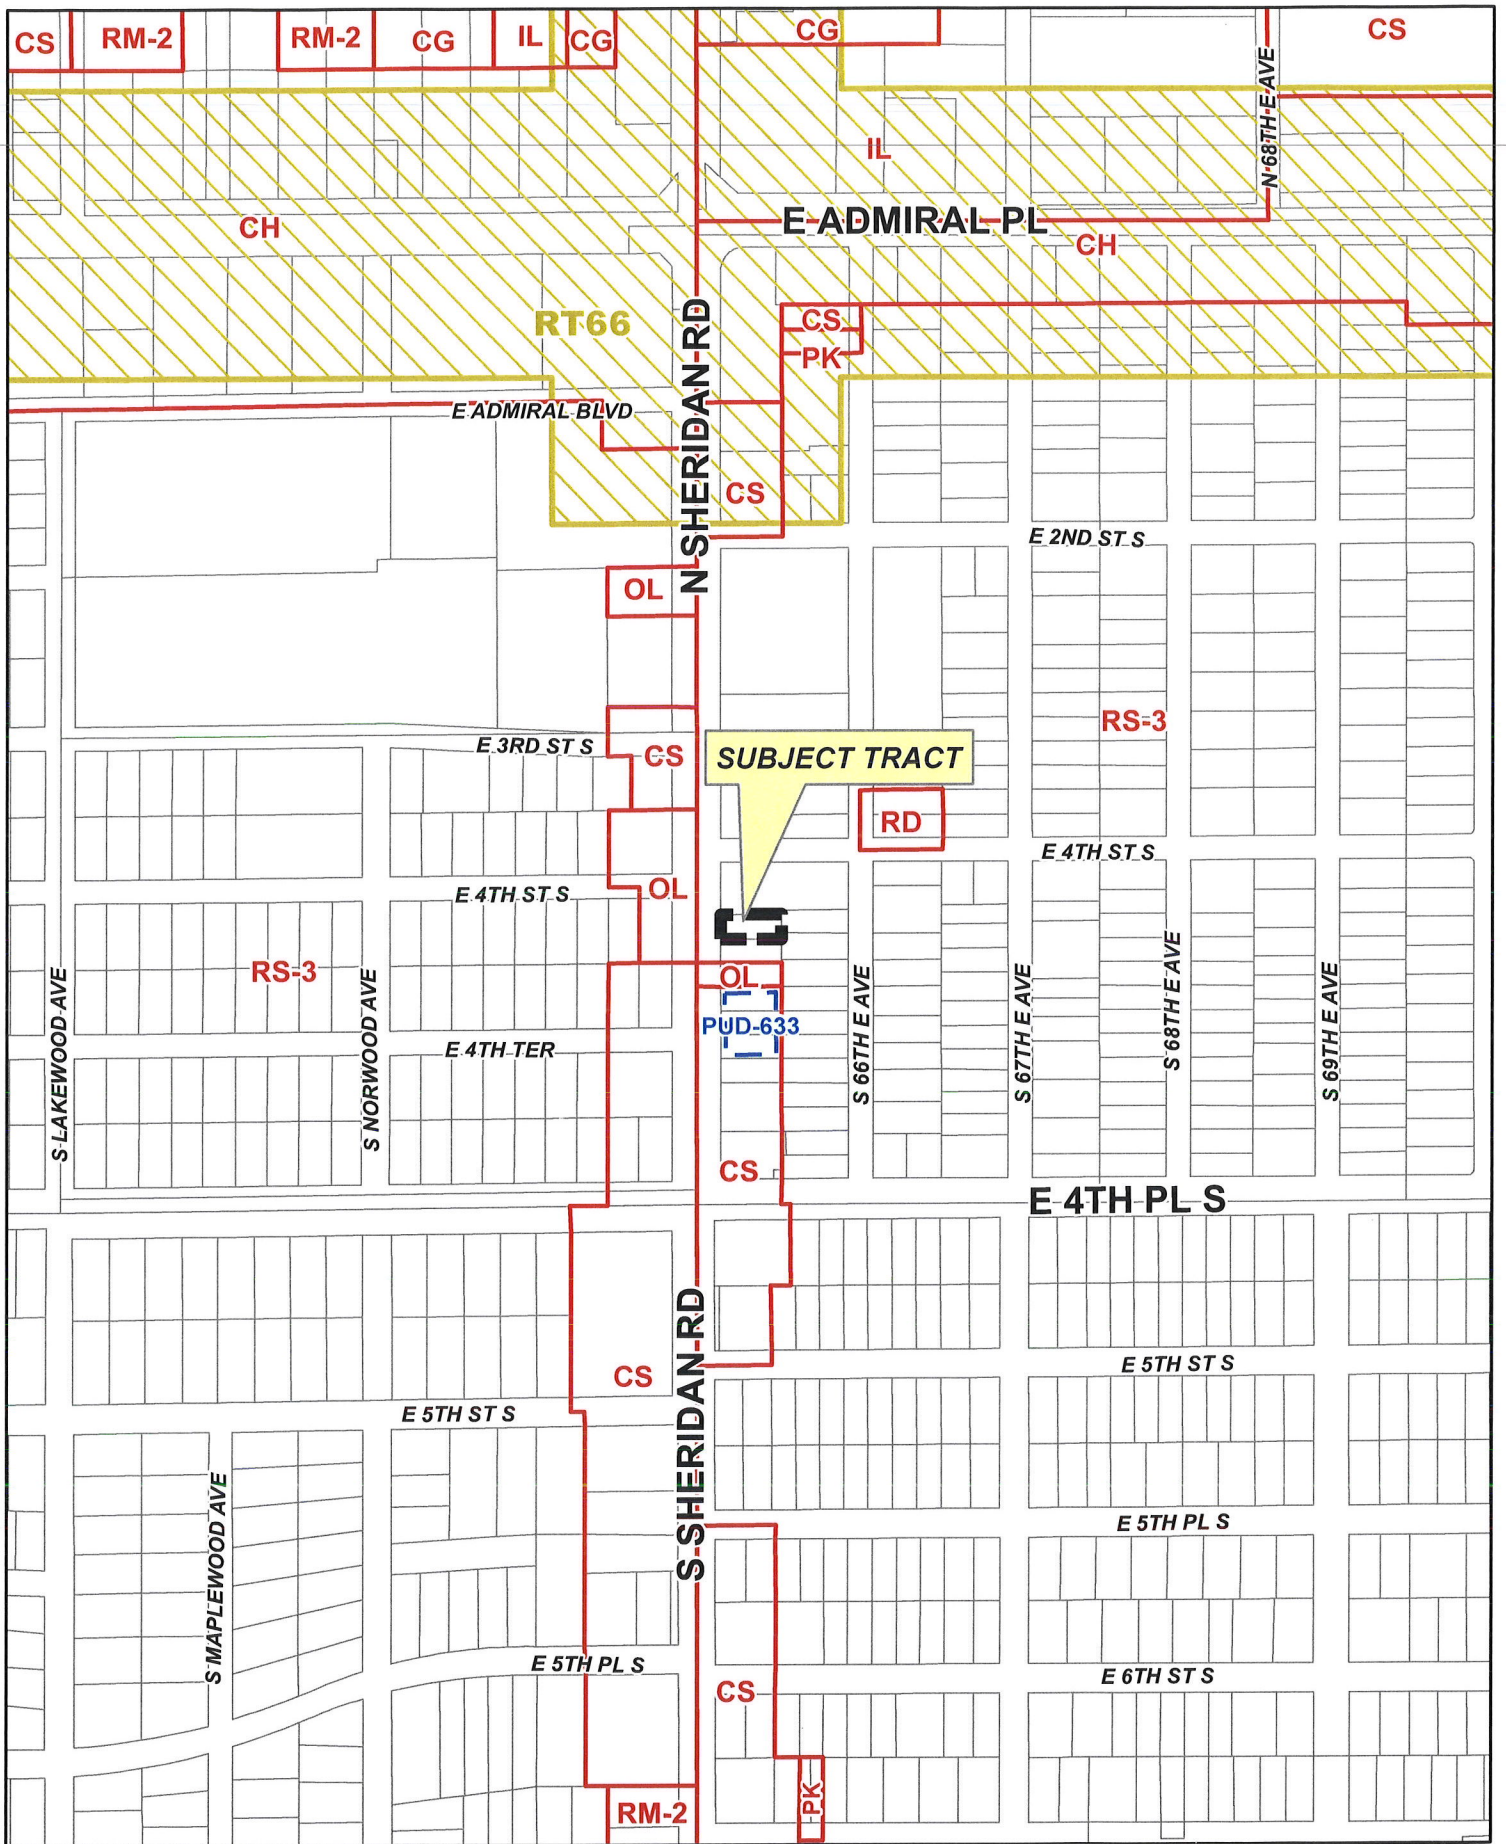 CS
RM-2
RM-2
CG
IL
CG
CG
CS
N 68TH E AVE
IL
E ADMIRAL PL
CH
CH
RT66
CS
PK
N SHERIDAN RD
E ADMIRAL BLVD
CS
E 2ND ST S
OL
RS-3
E 3RD ST S
CS
SUBJECT TRACT
RD
E 4TH ST S
E 4TH ST S
OL
RS-3
OL
PUD-633
S LAKEWOOD AVE
S NORWOOD AVE
E 4TH TER
S 66TH E AVE
S 67TH E AVE
S 68TH E AVE
S 69TH E AVE
CS
E 4TH PL S
S SHERIDAN RD
CS
E 5TH ST S
E 5TH ST S
S MAPLEWOOD AVE
E 5TH PL S
E 5TH PL S
E 6TH ST S
CS
RM-2
PK